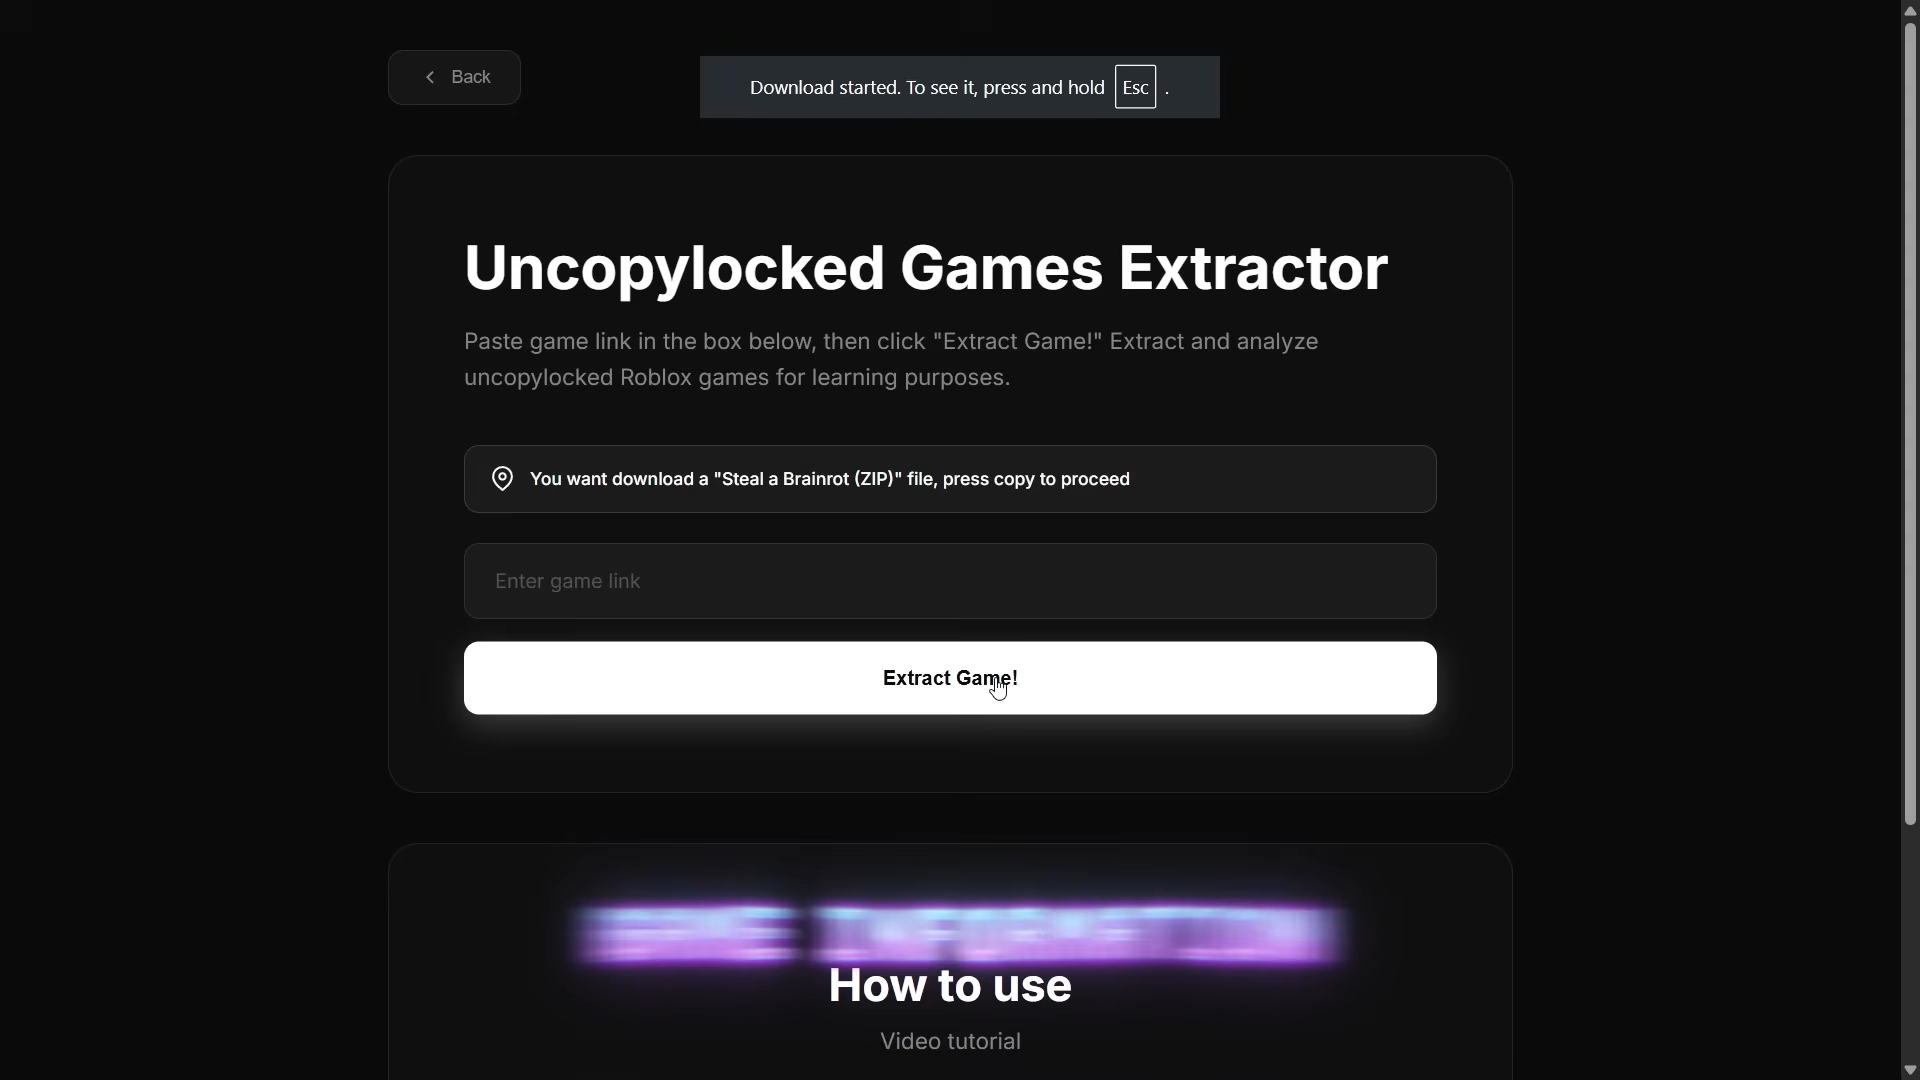 Back
Download started. To see it, press and hold Esc .
Uncopylocked Games Extractor
Paste game link in the box below, then click "Extract Game!" Extract and analyze
uncopylocked Roblox games for learning purposes.
You want download a "Steal a Brainrot (ZIP)" file, press copy to proceed
Enter game link
Extract Game!
How to use
Video tutorial